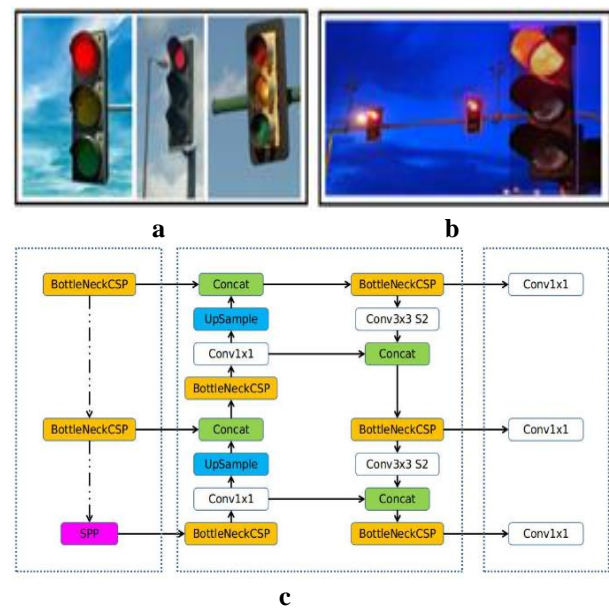 a b
BottleNeckCSP Concat BottleNeckCSP Conv1x1
UpSample Conv3x3 S2
Conv1x1 Concat
BottleNeckCSP
BottleNeckCSP Concat BottleNeckCSP Conv1x1
UpSample Conv3x3 S2
Conv1x1 Concat
SPP BottleNeckCSP BottleNeckCSP Conv1x1
c